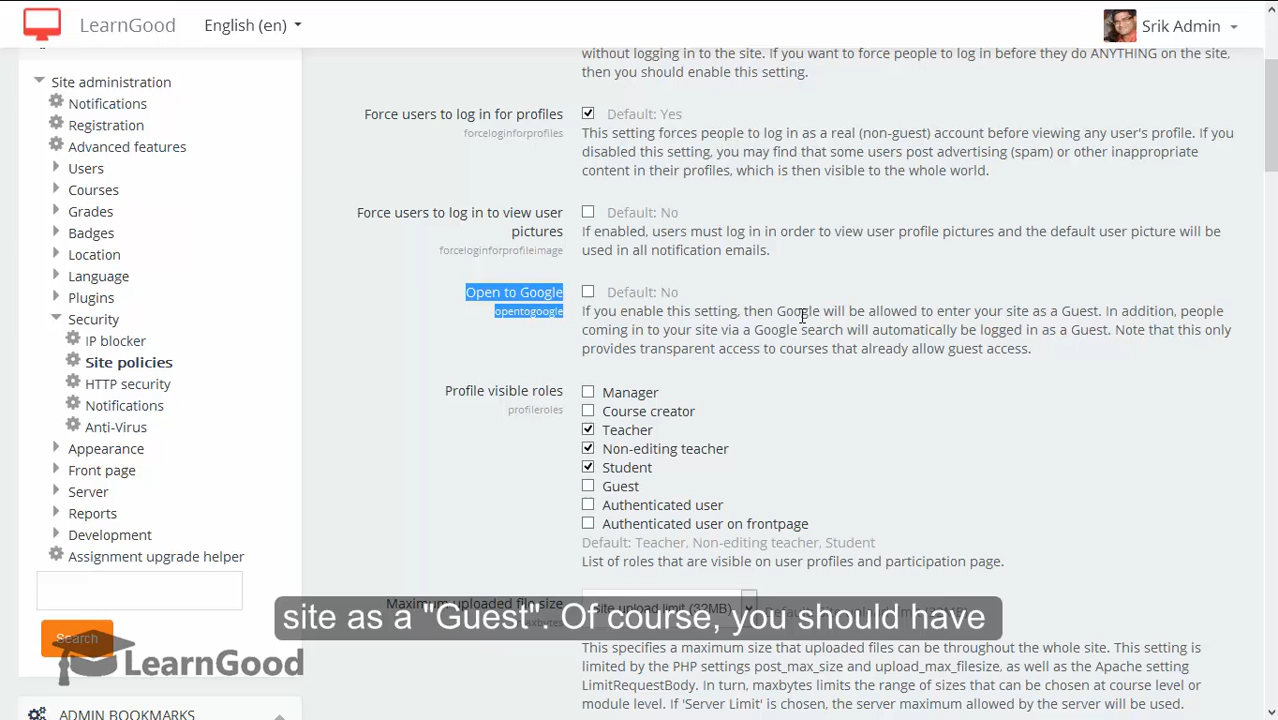 LearnGood
English (en)
Srik Admin
Site administration
Notifications
Registration
Advanced features
Users
Courses
Grades
Badges
Location
Language
Plugins
Security
IP blocker
Site policies
HTTP security
Notifications
Anti-Virus
Appearance
Front page
Server
Reports
Development
Assignment upgrade helper
Search
LearnGood
ADMIN BOOKMARKS
without logging in to the site. If you want to force people to log in before they do ANYTHING on the site,
then you should enable this setting.
Force users to log in for profiles
forceloginforprofiles
Default: Yes
This setting forces people to log in as a real (non-guest) account before viewing any user's profile. If you
disabled this setting, you may find that some users post advertising (spam) or other inappropriate
content in their profiles, which is then visible to the whole world.
Force users to log in to view user
pictures
forceloginforprofileimage
Default: No
If enabled, users must log in in order to view user profile pictures and the default user picture will be
used in all notification emails.
Open to Google
opentogoogle
Default: No
If you enable this setting, then Google will be allowed to enter your site as a Guest. In addition, people
coming in to your site via a Google search will automatically be logged in as a Guest. Note that this only
provides transparent access to courses that already allow guest access.
Profile visible roles
profileroles
Manager
Course creator
Teacher
Non-editing teacher
Student
Guest
Authenticated user
Authenticated user on frontpage
Default: Teacher, Non-editing teacher, Student
List of roles that are visible on user profiles and participation page.
Maximum uploaded file size
Site upload limit (32MB)
site as a "Guest". Of course, you should have
This specifies a maximum size that uploaded files can be throughout the whole site. This setting is
limited by the PHP settings post_max_size and upload_max_filesize, as well as the Apache setting
LimitRequestBody. In turn, maxbytes limits the range of sizes that can be chosen at course level or
module level. If 'Server Limit' is chosen, the server maximum allowed by the server will be used.